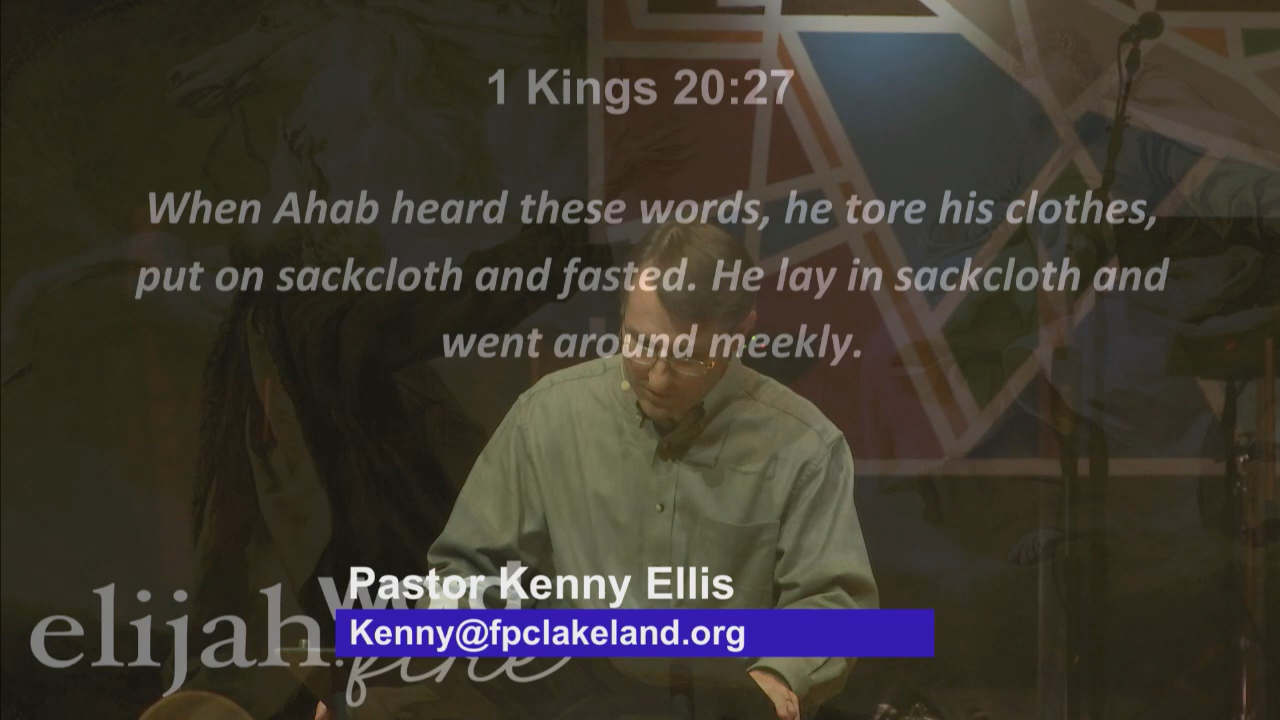 1 Kings 20:27
When Ahab heard these words, he tore his clothes,
put on sackcloth and fasted. He lay in sackcloth and
went around meekly.
Pastor Kenny Ellis
Kenny@fpclakeland.org
elijah
fire